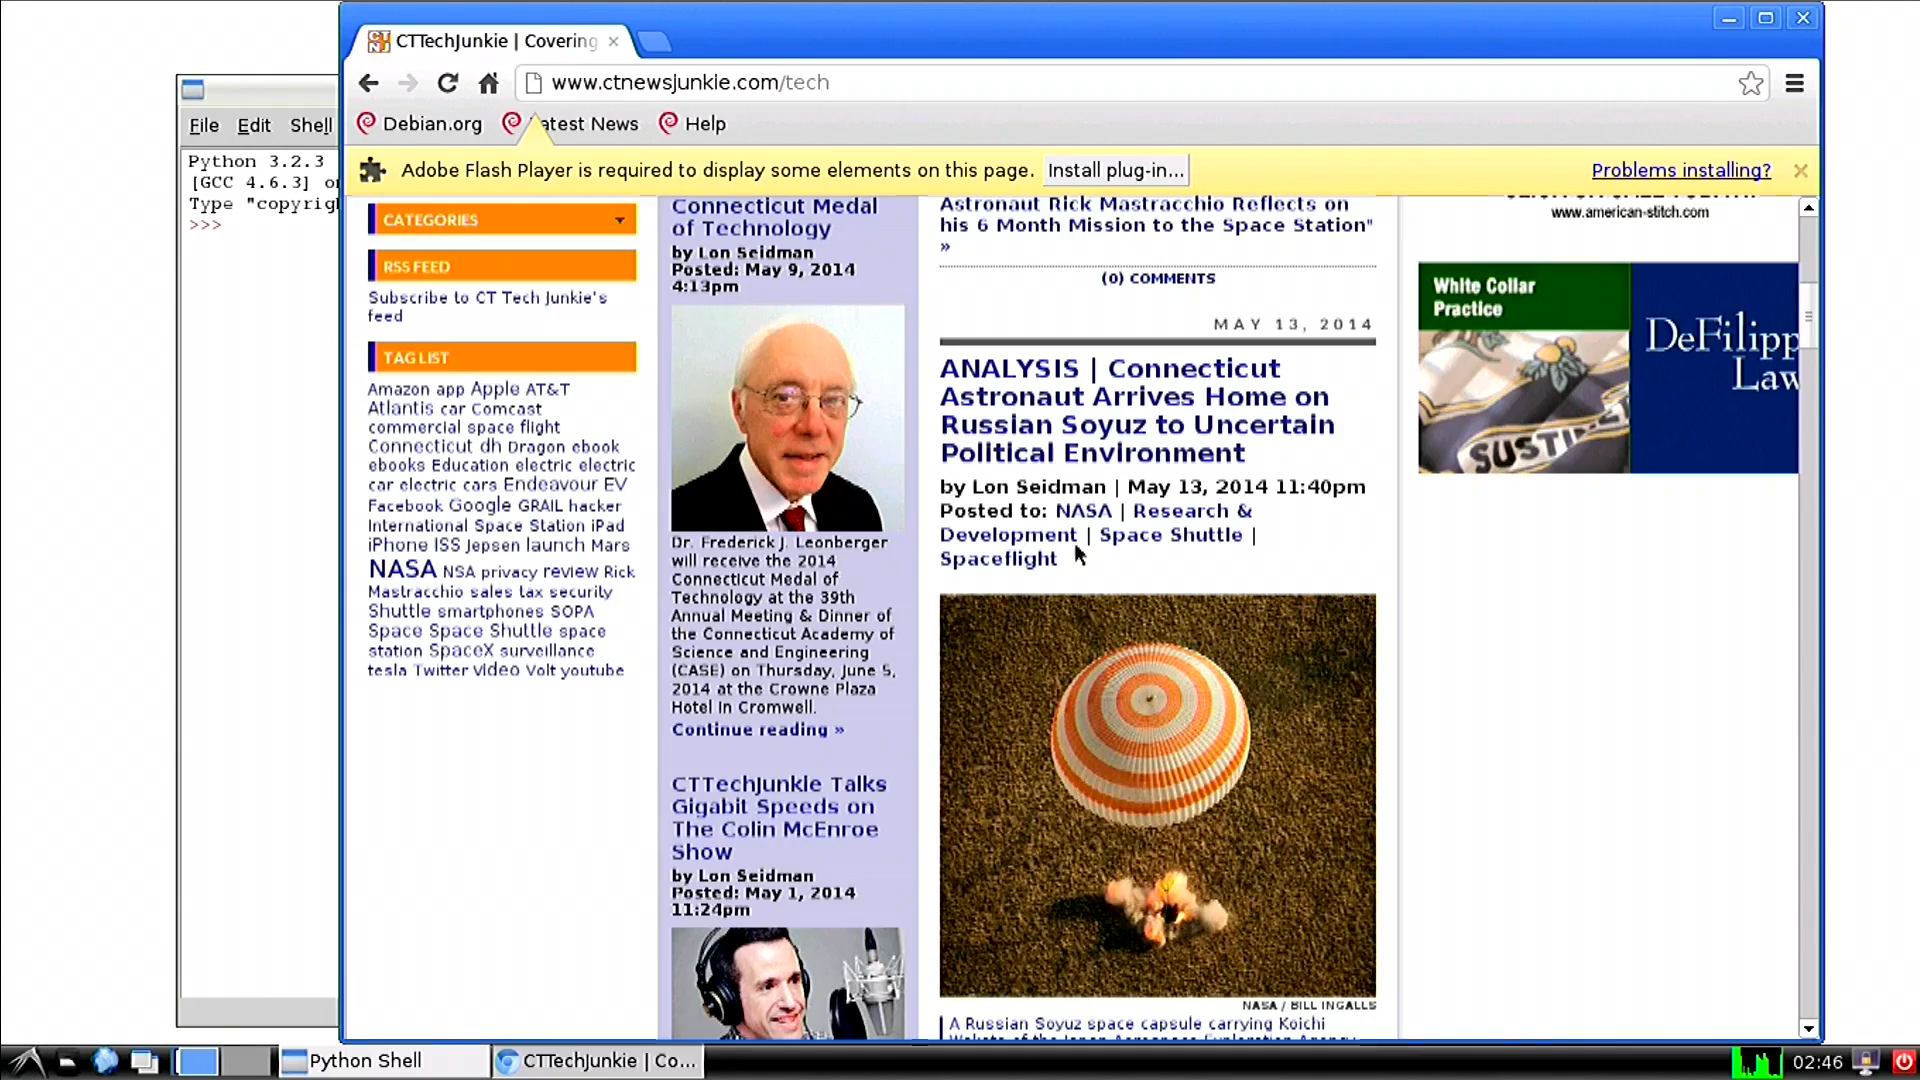 CTTechJunkie | Covering
www.ctnewsjunkie.com/tech
Debian.org
Latest News
Help
Adobe Flash Player is required to display some elements on this page.
Install plug-in...
Problems installing?
File Edit Shell
Python 3.2.3
[GCC 4.6.3]
Type
>>>
CATEGORIES
RSS FEED
Subscribe to CT Tech Junkie's
feed
TAG LIST
Amazon app Apple AT&T
Atlantis car Comcast
commercial space flight
Connecticut dh Dragon ebook
ebooks Education electric electric
car electric cars Endeavour EV
Facebook Google GRAIL hacker
International Space Station iPad
iPhone ISS Jepsen launch Mars
NASA NSA privacy review Rick
Mastracchio sales tax security
Shuttle smartphones SOPA
Space Space Shuttle space
station SpaceX surveillance
tesla Twitter video Volt youtube
Connecticut Medal
of Technology
by Lon Seidman
Posted: May 9, 2014
4:13pm
Dr. Frederick J. Leonberger
will receive the 2014
Connecticut Medal of
Technology at the 39th
Annual Meeting & Dinner of
the Connecticut Academy of
Science and Engineering
(CASE) on Thursday, June 5,
2014 at the Crowne Plaza
Hotel in Cromwell.
Continue reading »
CTTechJunkie Talks
Gigabit Speeds on
The Colin McEnroe
Show
by Lon Seidman
Posted: May 1, 2014
11:24pm
Astronaut Rick Mastracchio Reflects on
his 6 Month Mission to the Space Station"
»
(0) COMMENTS
MAY 13, 2014
ANALYSIS | Connecticut
Astronaut Arrives Home on
Russian Soyuz to Uncertain
Political Environment
by Lon Seidman | May 13, 2014 11:40pm
Posted to: NASA | Research &
Development | Space Shuttle |
Spaceflight
NASA / BILL INGALLS
A Russian Soyuz space capsule carrying Koichi
www.american-stitch.com
White Collar
Practice
DeFilipp
Law
Python Shell
CTTechJunkie | Co...
02:46